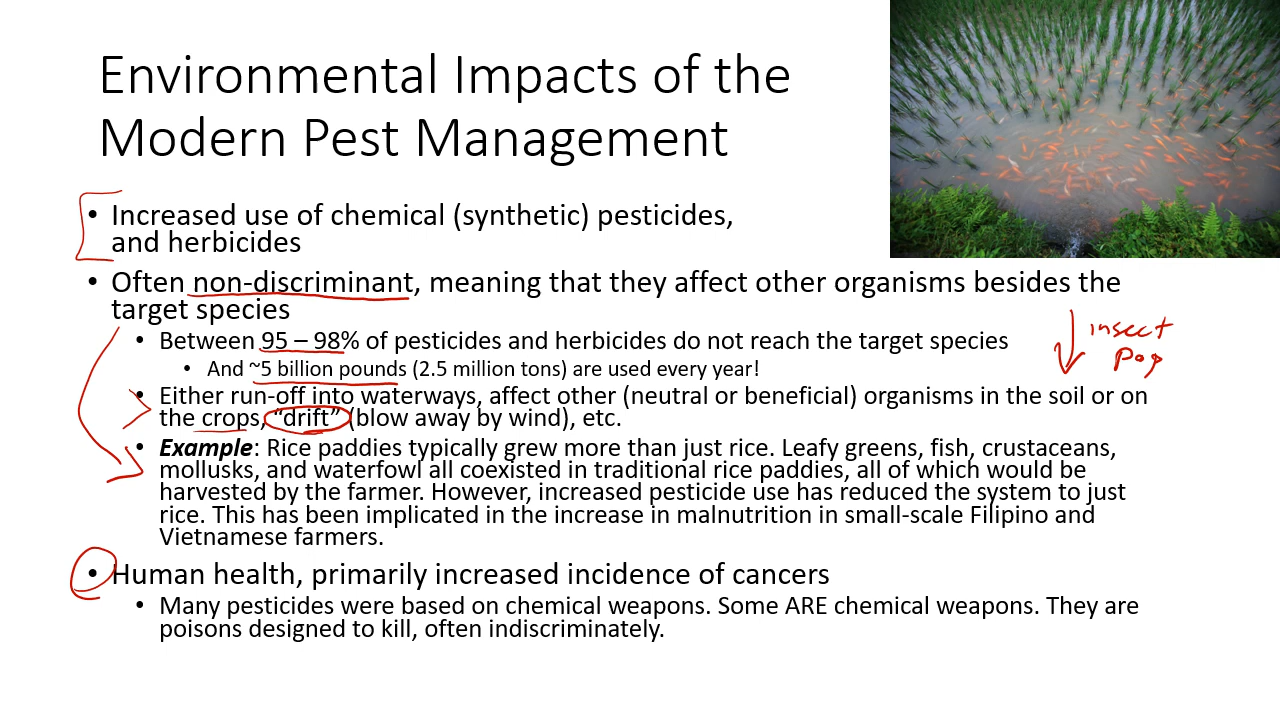 Environmental Impacts of the
Modern Pest Management
• Increased use of chemical (synthetic) pesticides,
and herbicides
• Often non-discriminant, meaning that they affect other organisms besides the
target species
• Between 95 – 98% of pesticides and herbicides do not reach the target species
• And ~5 billion pounds (2.5 million tons) are used every year!
insect
pop
• Either run-off into waterways, affect other (neutral or beneficial) organisms in the soil or on
the crops, “drift” (blow away by wind), etc.
• Example: Rice paddies typically grew more than just rice. Leafy greens, fish, crustaceans,
mollusks, and waterfowl all coexisted in traditional rice paddies, all of which would be
harvested by the farmer. However, increased pesticide use has reduced the system to just
rice. This has been implicated in the increase in malnutrition in small-scale Filipino and
Vietnamese farmers.
• Human health, primarily increased incidence of cancers
• Many pesticides were based on chemical weapons. Some ARE chemical weapons. They are
poisons designed to kill, often indiscriminately.